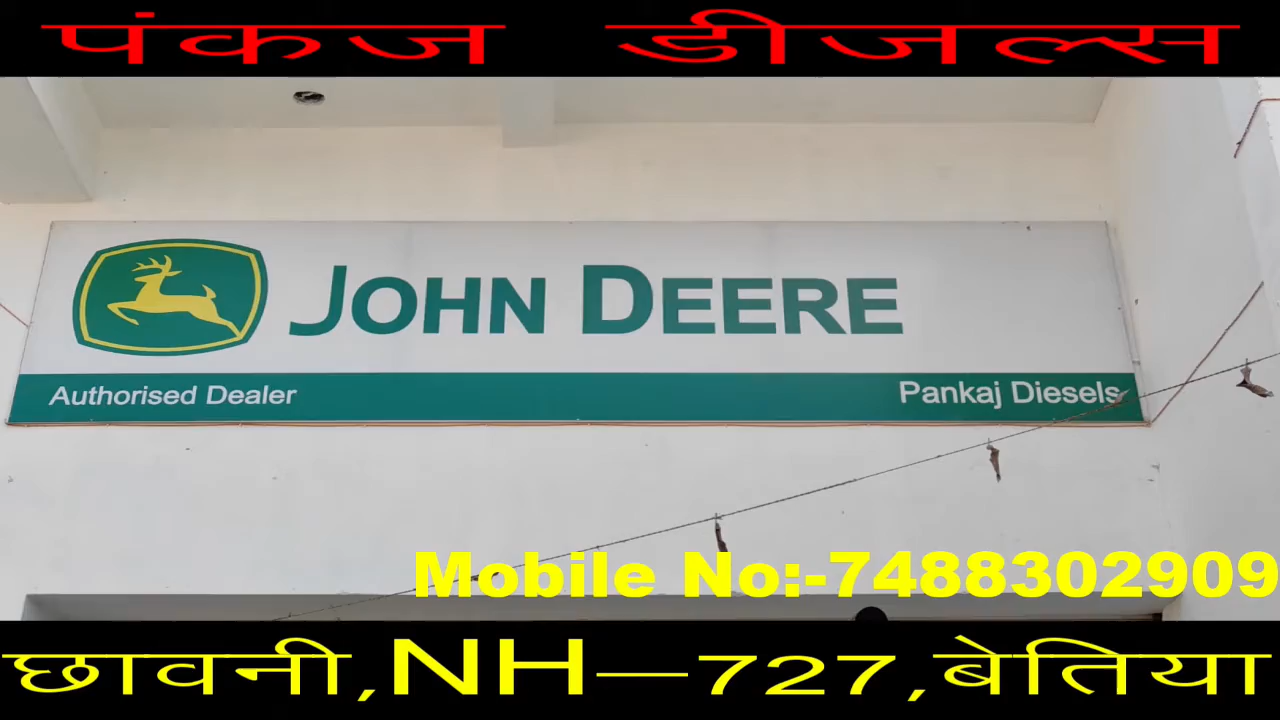 पंकज डीजल्स
JOHN DEERE
Authorised Dealer
Pankaj Diesels
Mobile No:-7488302909
छावनी,NH—727,बेतिया